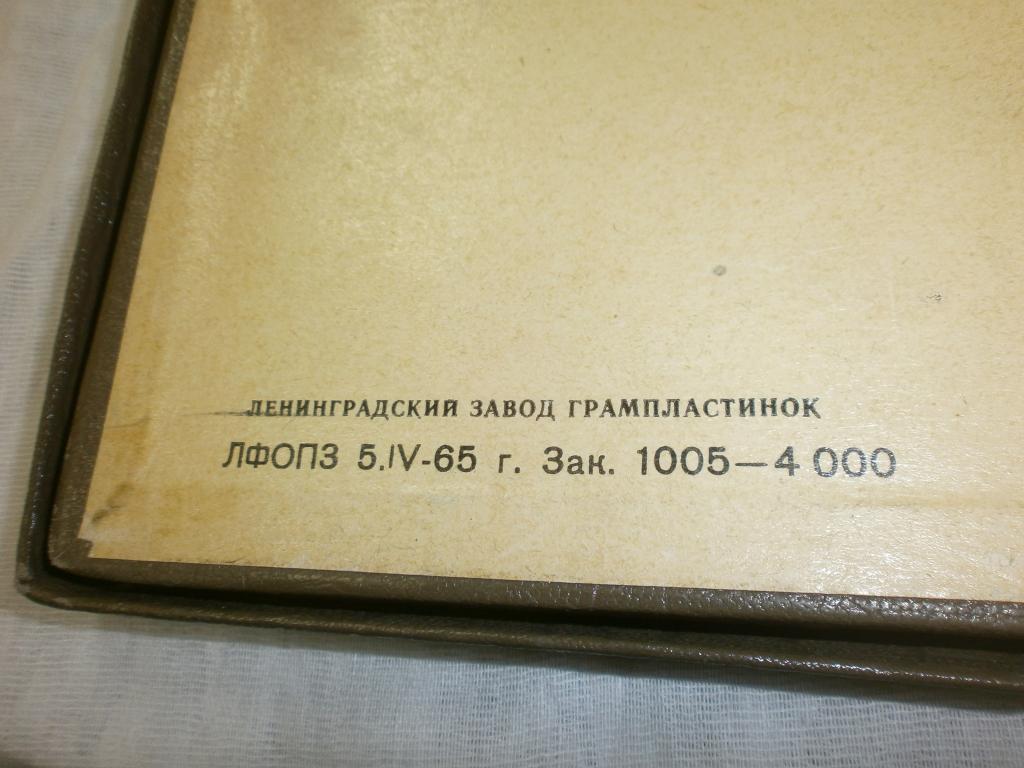 ЛЕНИНГРАДСКИЙ ЗАВОД ГРАМПЛАСТИНОК
ЛФОПЗ 5.IV-65 г. Зак. 1005—4 000